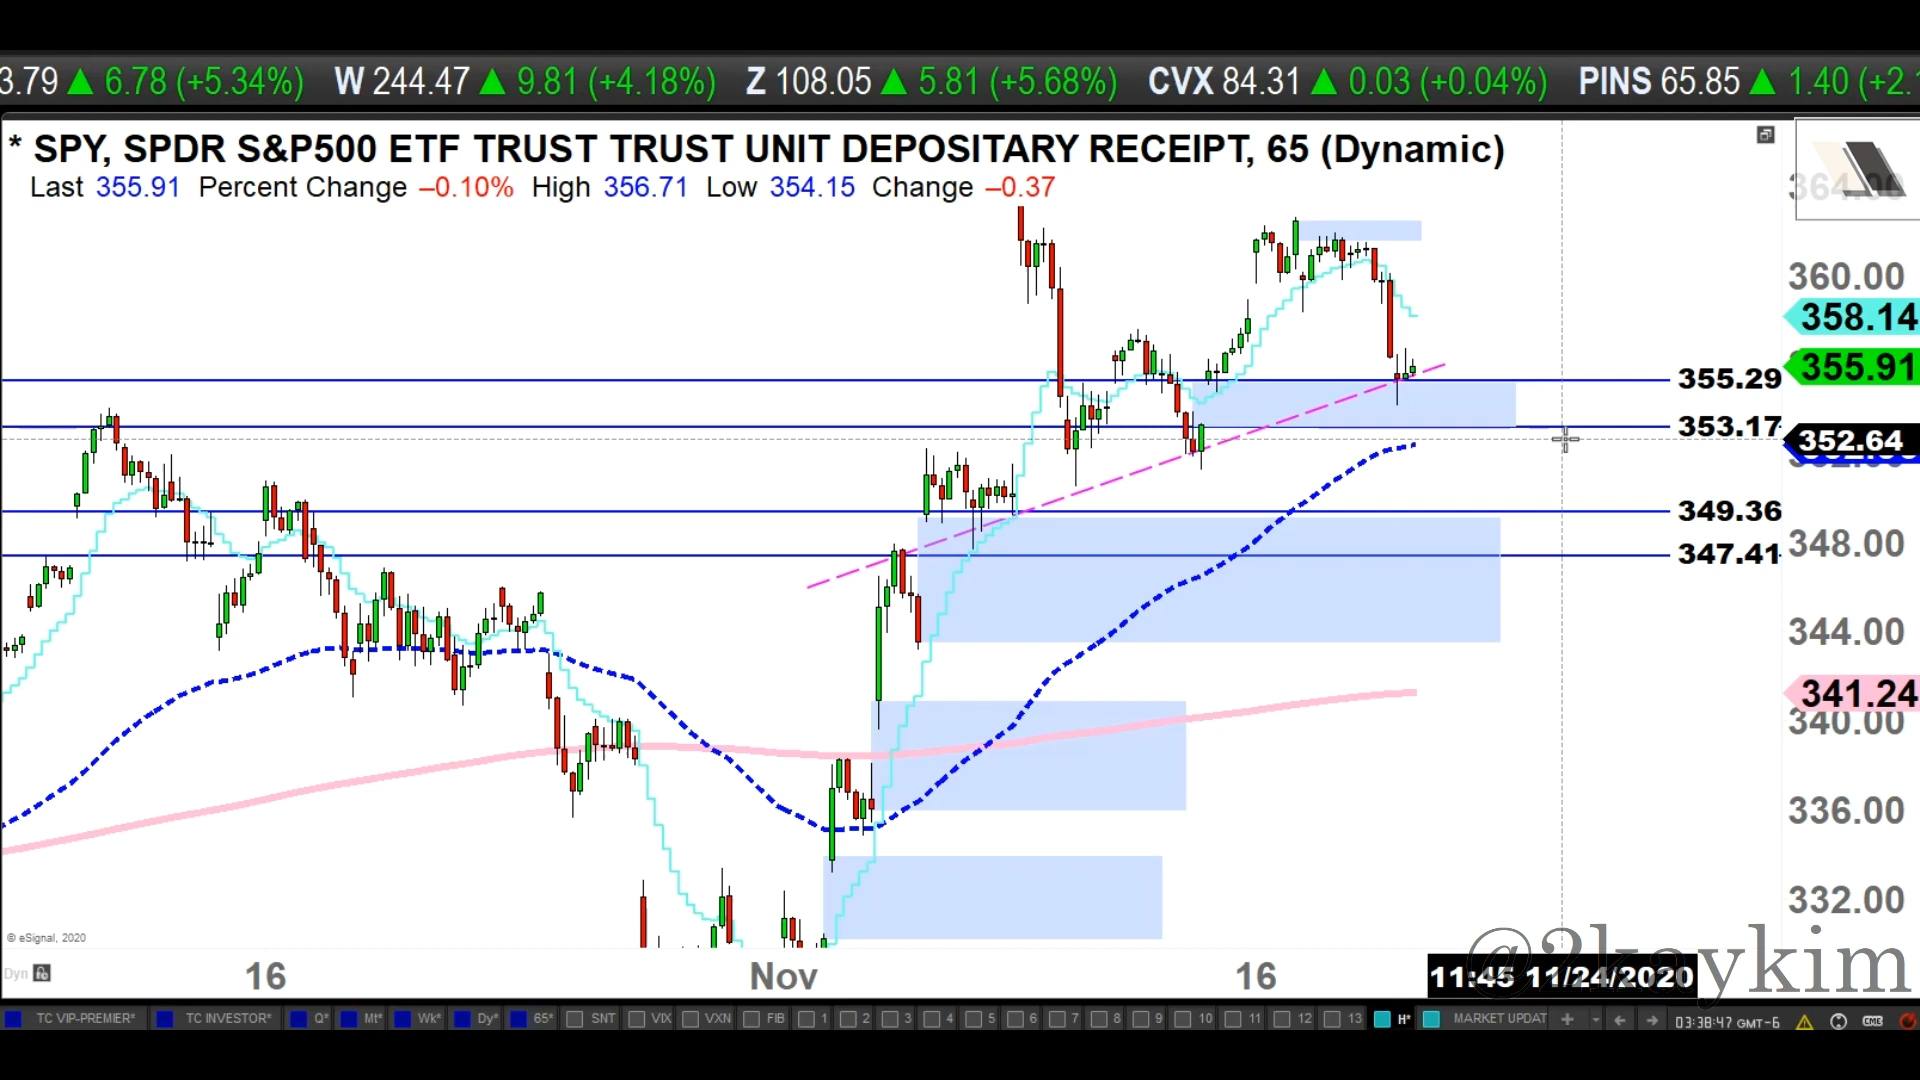 3.79 ▲ 6.78 (+5.34%) W 244.47 ▲ 9.81 (+4.18%) Z 108.05 ▲ 5.81 (+5.68%) CVX 84.31 ▲ 0.03 (+0.04%) PINS 65.85 ▲ 1.40 (+2.
* SPY, SPDR S&P500 ETF TRUST TRUST UNIT DEPOSITARY RECEIPT, 65 (Dynamic)
Last 355.91 Percent Change –0.10% High 356.71 Low 354.15 Change –0.37
364.00
360.00
358.14
355.91
355.29
353.17
352.64
349.36
347.41
348.00
344.00
341.24
340.00
336.00
332.00
© eSignal, 2020
@2kaykim
Dyn
16 Nov 16 11:45 11/24/2020
TC VIP-PREMIER* TC INVESTOR* Q* Mt* Wk* Dy* 65* SNT VIX VXN FIB 1 2 3 4 5 6 7 8 9 10 11 12 13 H* MARKET UPDAT 03:38:47 GMT-6 CME